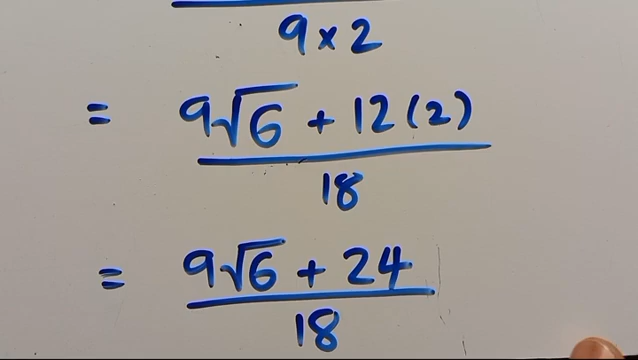 9 × 2
= 9√6 + 12(2)
18
= 9√6 + 24
18